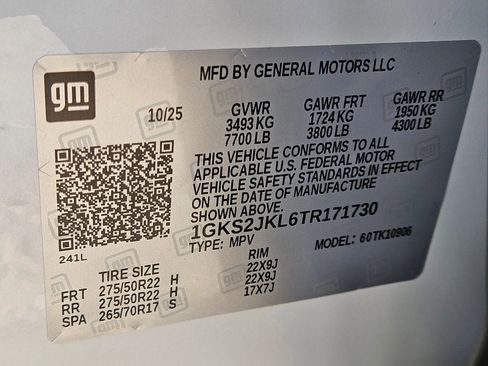 gm
MFD BY GENERAL MOTORS LLC
10/25
GVWR GAWR FRT GAWR RR
3493 KG 1724 KG 1950 KG
7700 LB 3800 LB 4300 LB
THIS VEHICLE CONFORMS TO ALL
APPLICABLE U.S. FEDERAL MOTOR
VEHICLE SAFETY STANDARDS IN EFFECT
ON THE DATE OF MANUFACTURE
SHOWN ABOVE.
1GKS2JKL6TR171730
TYPE: MPV MODEL: 60TK10906
241L
TIRE SIZE RIM
FRT 275/50R22 H 22X9J
RR 275/50R22 H 22X9J
SPA 265/70R17 S 17X7J